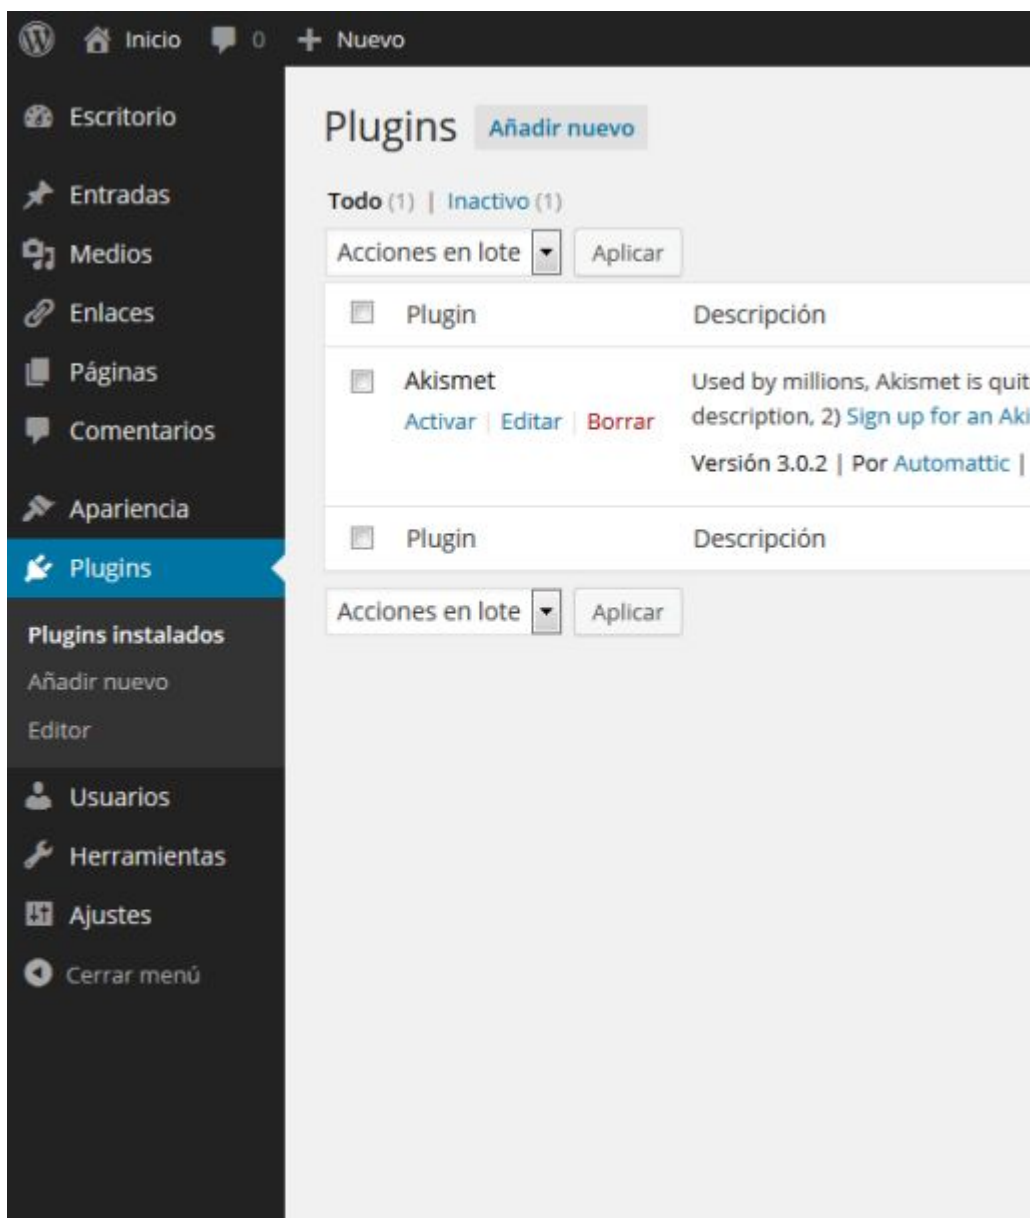 Inicio 0 + Nuevo
Escritorio
Entradas
Medios
Enlaces
Páginas
Comentarios
Apariencia
Plugins
Plugins instalados
Añadir nuevo
Editor
Usuarios
Herramientas
Ajustes
Cerrar menú
Plugins Añadir nuevo
Todo (1) | Inactivo (1)
Acciones en lote Aplicar
Plugin Descripción
Akismet Used by millions, Akismet is quit
Activar | Editar | Borrar description, 2) Sign up for an Aki
Versión 3.0.2 | Por Automattic |
Plugin Descripción
Acciones en lote Aplicar